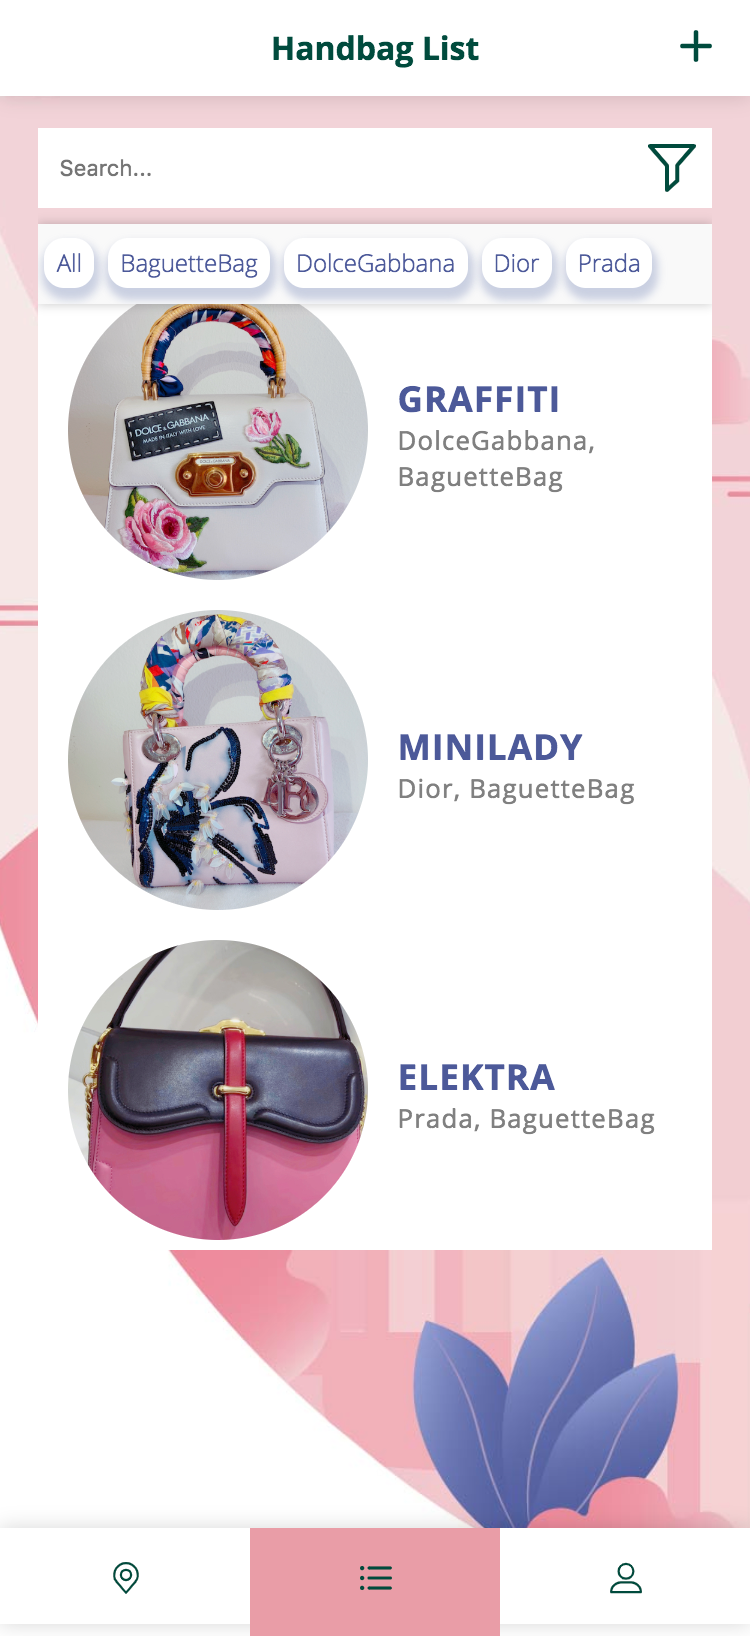 Handbag List
Search...
All BaguetteBag DolceGabbana Dior Prada
DOLCE & GABBANA
MADE IN ITALY WITH LOVE
GRAFFITI
DolceGabbana,
BaguetteBag
MINILADY
Dior, BaguetteBag
ELEKTRA
Prada, BaguetteBag